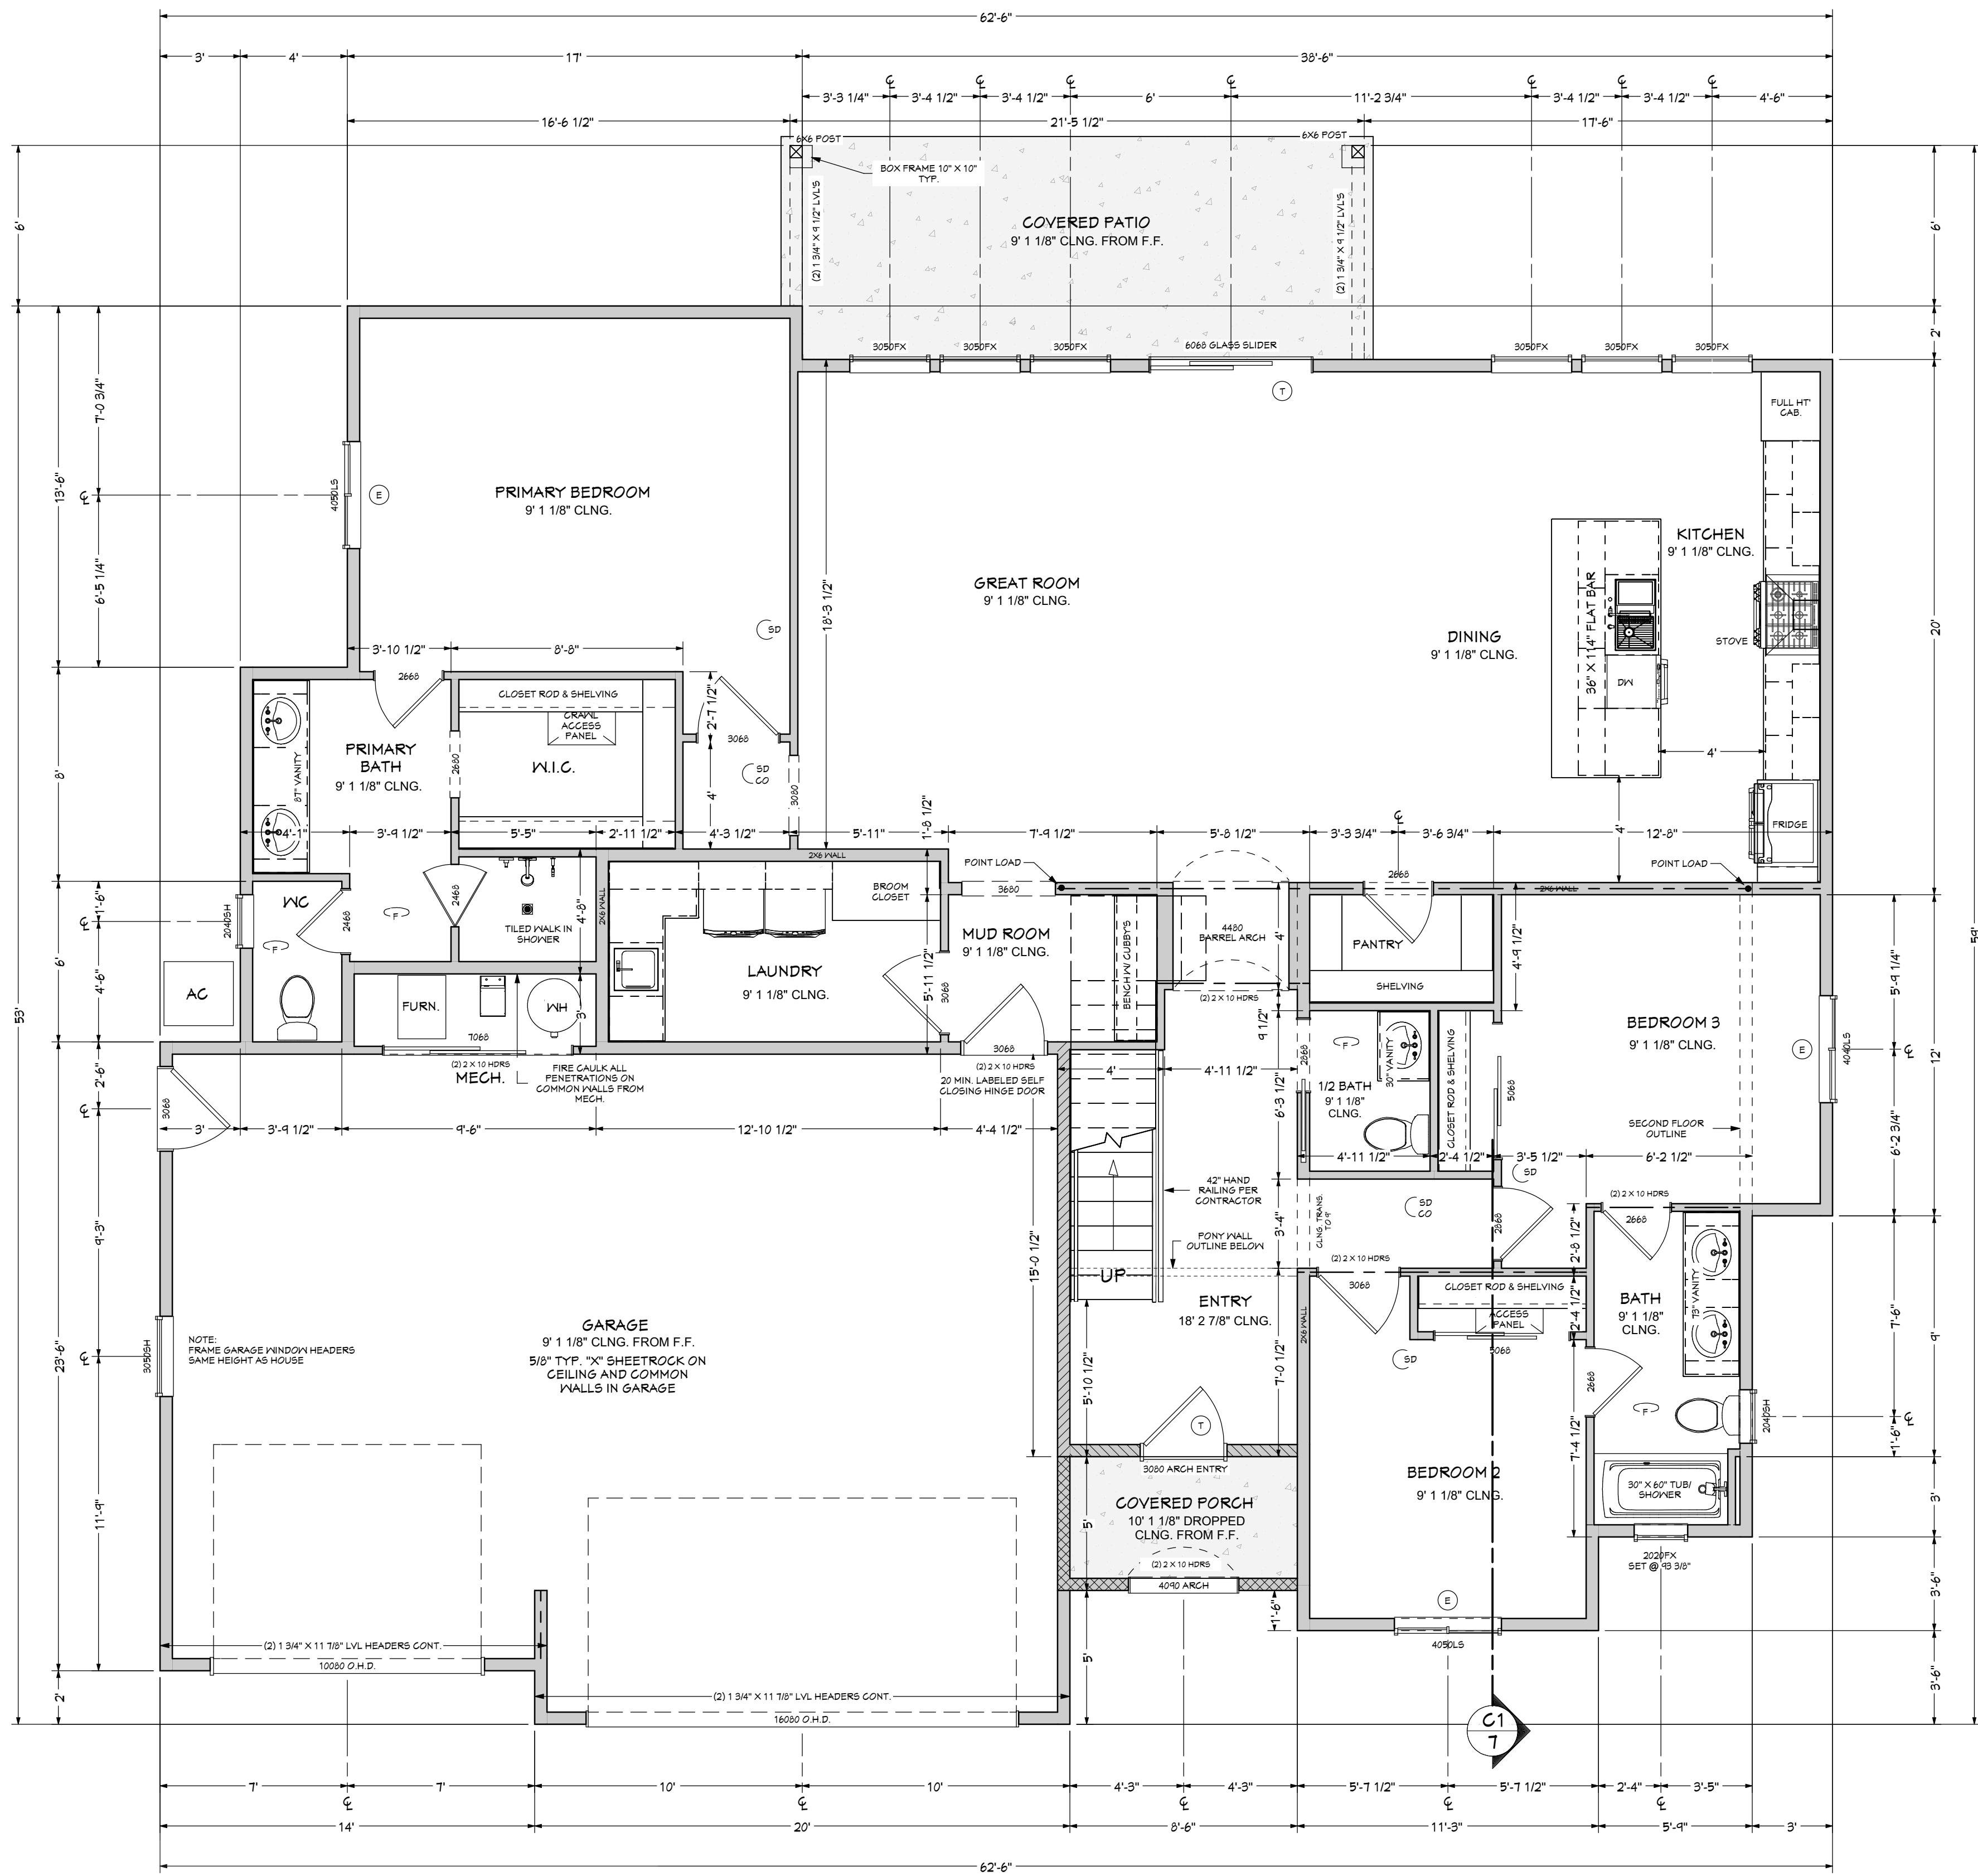 62'-6"
3'
4'
17'
38'-6"
3'-3 1/4"
3'-4 1/2"
3'-4 1/2"
6'
11'-2 3/4"
3'-4 1/2"
3'-4 1/2"
4'-6"
16'-6 1/2"
21'-5 1/2"
17'-6"
6X6 POST
6X6 POST
BOX FRAME 10" X 10"
TYP.
(2) 1 3/4" X 9 1/2" LVL'S
(2) 1 3/4" X 9 1/2" LVL'S
COVERED PATIO
9' 1 1/8" CLNG. FROM F.F.
6'
6'
2'
3050FX
3050FX
3050FX
6068 GLASS SLIDER
3050FX
3050FX
3050FX
T
FULL HT'
CAB.
7'-0 3/4"
13'-6"
6'-5 1/4"
4050LS
E
PRIMARY BEDROOM
9' 1 1/8" CLNG.
SD
18'-3 1/2"
GREAT ROOM
9' 1 1/8" CLNG.
DINING
9' 1 1/8" CLNG.
36" X 114" FLAT BAR
DW
KITCHEN
9' 1 1/8" CLNG.
STOVE
20'
4'
4'
FRIDGE
3'-10 1/2"
8'-8"
2668
CLOSET ROD & SHELVING
CRAWL
ACCESS
PANEL
2'-7 1/2"
3068
PRIMARY
BATH
9' 1 1/8" CLNG.
87" VANITY
2680
W.I.C.
SD
CO
4'
3080
8'
4'-1"
3'-9 1/2"
5'-5"
2'-11 1/2"
4'-3 1/2"
5'-11"
1'-8 1/2"
7'-9 1/2"
5'-8 1/2"
3'-3 3/4"
3'-6 3/4"
12'-8"
2X6 WALL
POINT LOAD
3680
2668
POINT LOAD
2X6 WALL
WC
2040SH
F
2468
F
2468
TILED WALK IN
SHOWER
4'-8"
2X6 WALL
BROOM
CLOSET
MUD ROOM
9' 1 1/8" CLNG.
BENCH W/ CUBBY'S
4480
BARREL ARCH
4'
PANTRY
SHELVING
4'-9 1/2"
1'-6"
6'
4'-6"
AC
FURN.
WH
3'
7068
(2) 2 X 10 HDRS
MECH.
FIRE CAULK ALL
PENETRATIONS ON
COMMON WALLS FROM
MECH.
LAUNDRY
9' 1 1/8" CLNG.
3068
5'-11 1/2"
3068
(2) 2 X 10 HDRS
20 MIN. LABELED SELF
CLOSING HINGE DOOR
(2) 2 X 10 HDRS
9 1/2"
2868
F
30" VANITY
1/2 BATH
9' 1 1/8"
CLNG.
CLOSET ROD & SHELVING
5068
BEDROOM 3
9' 1 1/8" CLNG.
E
4040LS
5'-9 1/4"
12'
6'-2 3/4"
SECOND FLOOR
OUTLINE
53'
59'
2'-6"
3068
3'
3'-9 1/2"
9'-6"
12'-10 1/2"
4'-4 1/2"
4'
4'-11 1/2"
6'-3 1/2"
4'-11 1/2"
2'-4 1/2"
3'-5 1/2"
6'-2 1/2"
9'-3"
23'-6"
11'-9"
15'-0 1/2"
42" HAND
RAILING PER
CONTRACTOR
PONY WALL
OUTLINE BELOW
UP
3'-4"
CLNG. TRANS.
TO 9'
SD
CO
SD
2868
(2) 2 X 10 HDRS
2668
2'-8 1/2"
(2) 2 X 10 HDRS
3068
CLOSET ROD & SHELVING
ACCESS
PANEL
2'-4 1/2"
5068
SD
2X6 WALL
ENTRY
18' 2 7/8" CLNG.
7'-0 1/2"
5'-10 1/2"
T
3080 ARCH ENTRY
BATH
9' 1 1/8"
CLNG.
73" VANITY
2668
F
2040SH
7'-6"
9'
1'-6"
7'-4 1/2"
3050SH
NOTE:
FRAME GARAGE WINDOW HEADERS
SAME HEIGHT AS HOUSE
GARAGE
9' 1 1/8" CLNG. FROM F.F.
5/8" TYP. "X" SHEETROCK ON
CEILING AND COMMON
WALLS IN GARAGE
COVERED PORCH
10' 1 1/8" DROPPED
CLNG. FROM F.F.
5'
(2) 2 X 10 HDRS
4090 ARCH
1'-6"
5'
BEDROOM 2
9' 1 1/8" CLNG.
30" X 60" TUB/
SHOWER
3'
2020FX
SET @ 93 3/8"
3'-6"
3'-6"
E
4050LS
(2) 1 3/4" X 11 7/8" LVL HEADERS CONT.
10080 O.H.D.
2'
(2) 1 3/4" X 11 7/8" LVL HEADERS CONT.
16080 O.H.D.
C1
7
7'
7'
10'
10'
4'-3"
4'-3"
5'-7 1/2"
5'-7 1/2"
2'-4"
3'-5"
14'
20'
8'-6"
11'-3"
5'-9"
3'
62'-6"